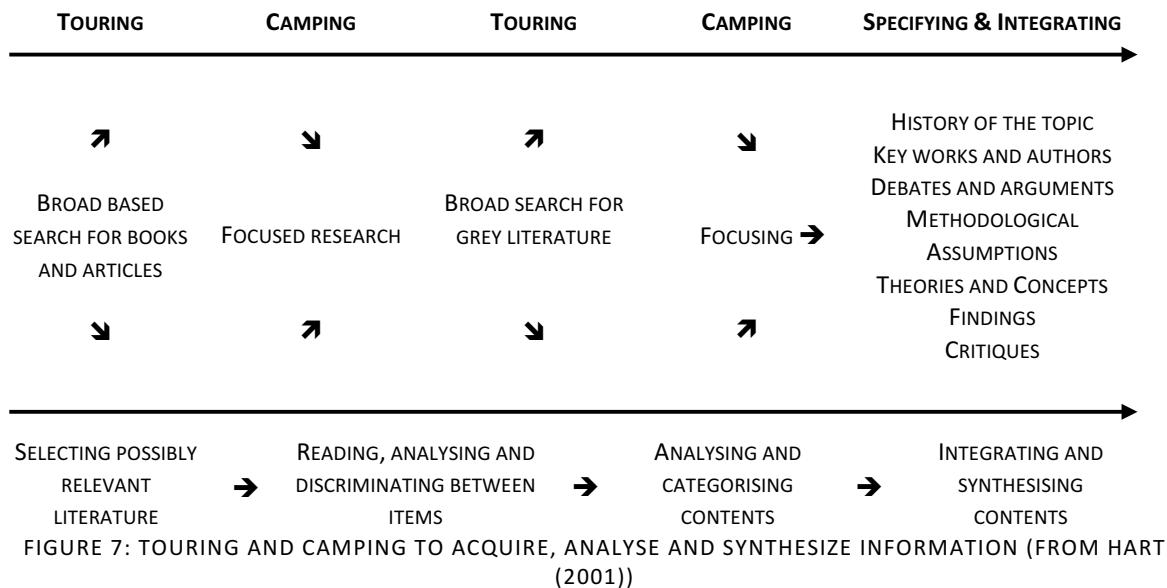 TOURING CAMPING TOURING CAMPING SPECIFYING & INTEGRATING
BROAD BASED
SEARCH FOR BOOKS
AND ARTICLES
FOCUSED RESEARCH
BROAD SEARCH FOR
GREY LITERATURE
FOCUSING ➔
HISTORY OF THE TOPIC
KEY WORKS AND AUTHORS
DEBATES AND ARGUMENTS
METHODOLOGICAL
ASSUMPTIONS
THEORIES AND CONCEPTS
FINDINGS
CRITIQUES
SELECTING POSSIBLY
RELEVANT
LITERATURE
➔
READING, ANALYSING AND
DISCRIMINATING BETWEEN
ITEMS
➔
ANALYSING AND
CATEGORISING
CONTENTS
➔
INTEGRATING AND
SYNTHESISING
CONTENTS
FIGURE 7: TOURING AND CAMPING TO ACQUIRE, ANALYSE AND SYNTHESIZE INFORMATION (FROM HART
(2001))